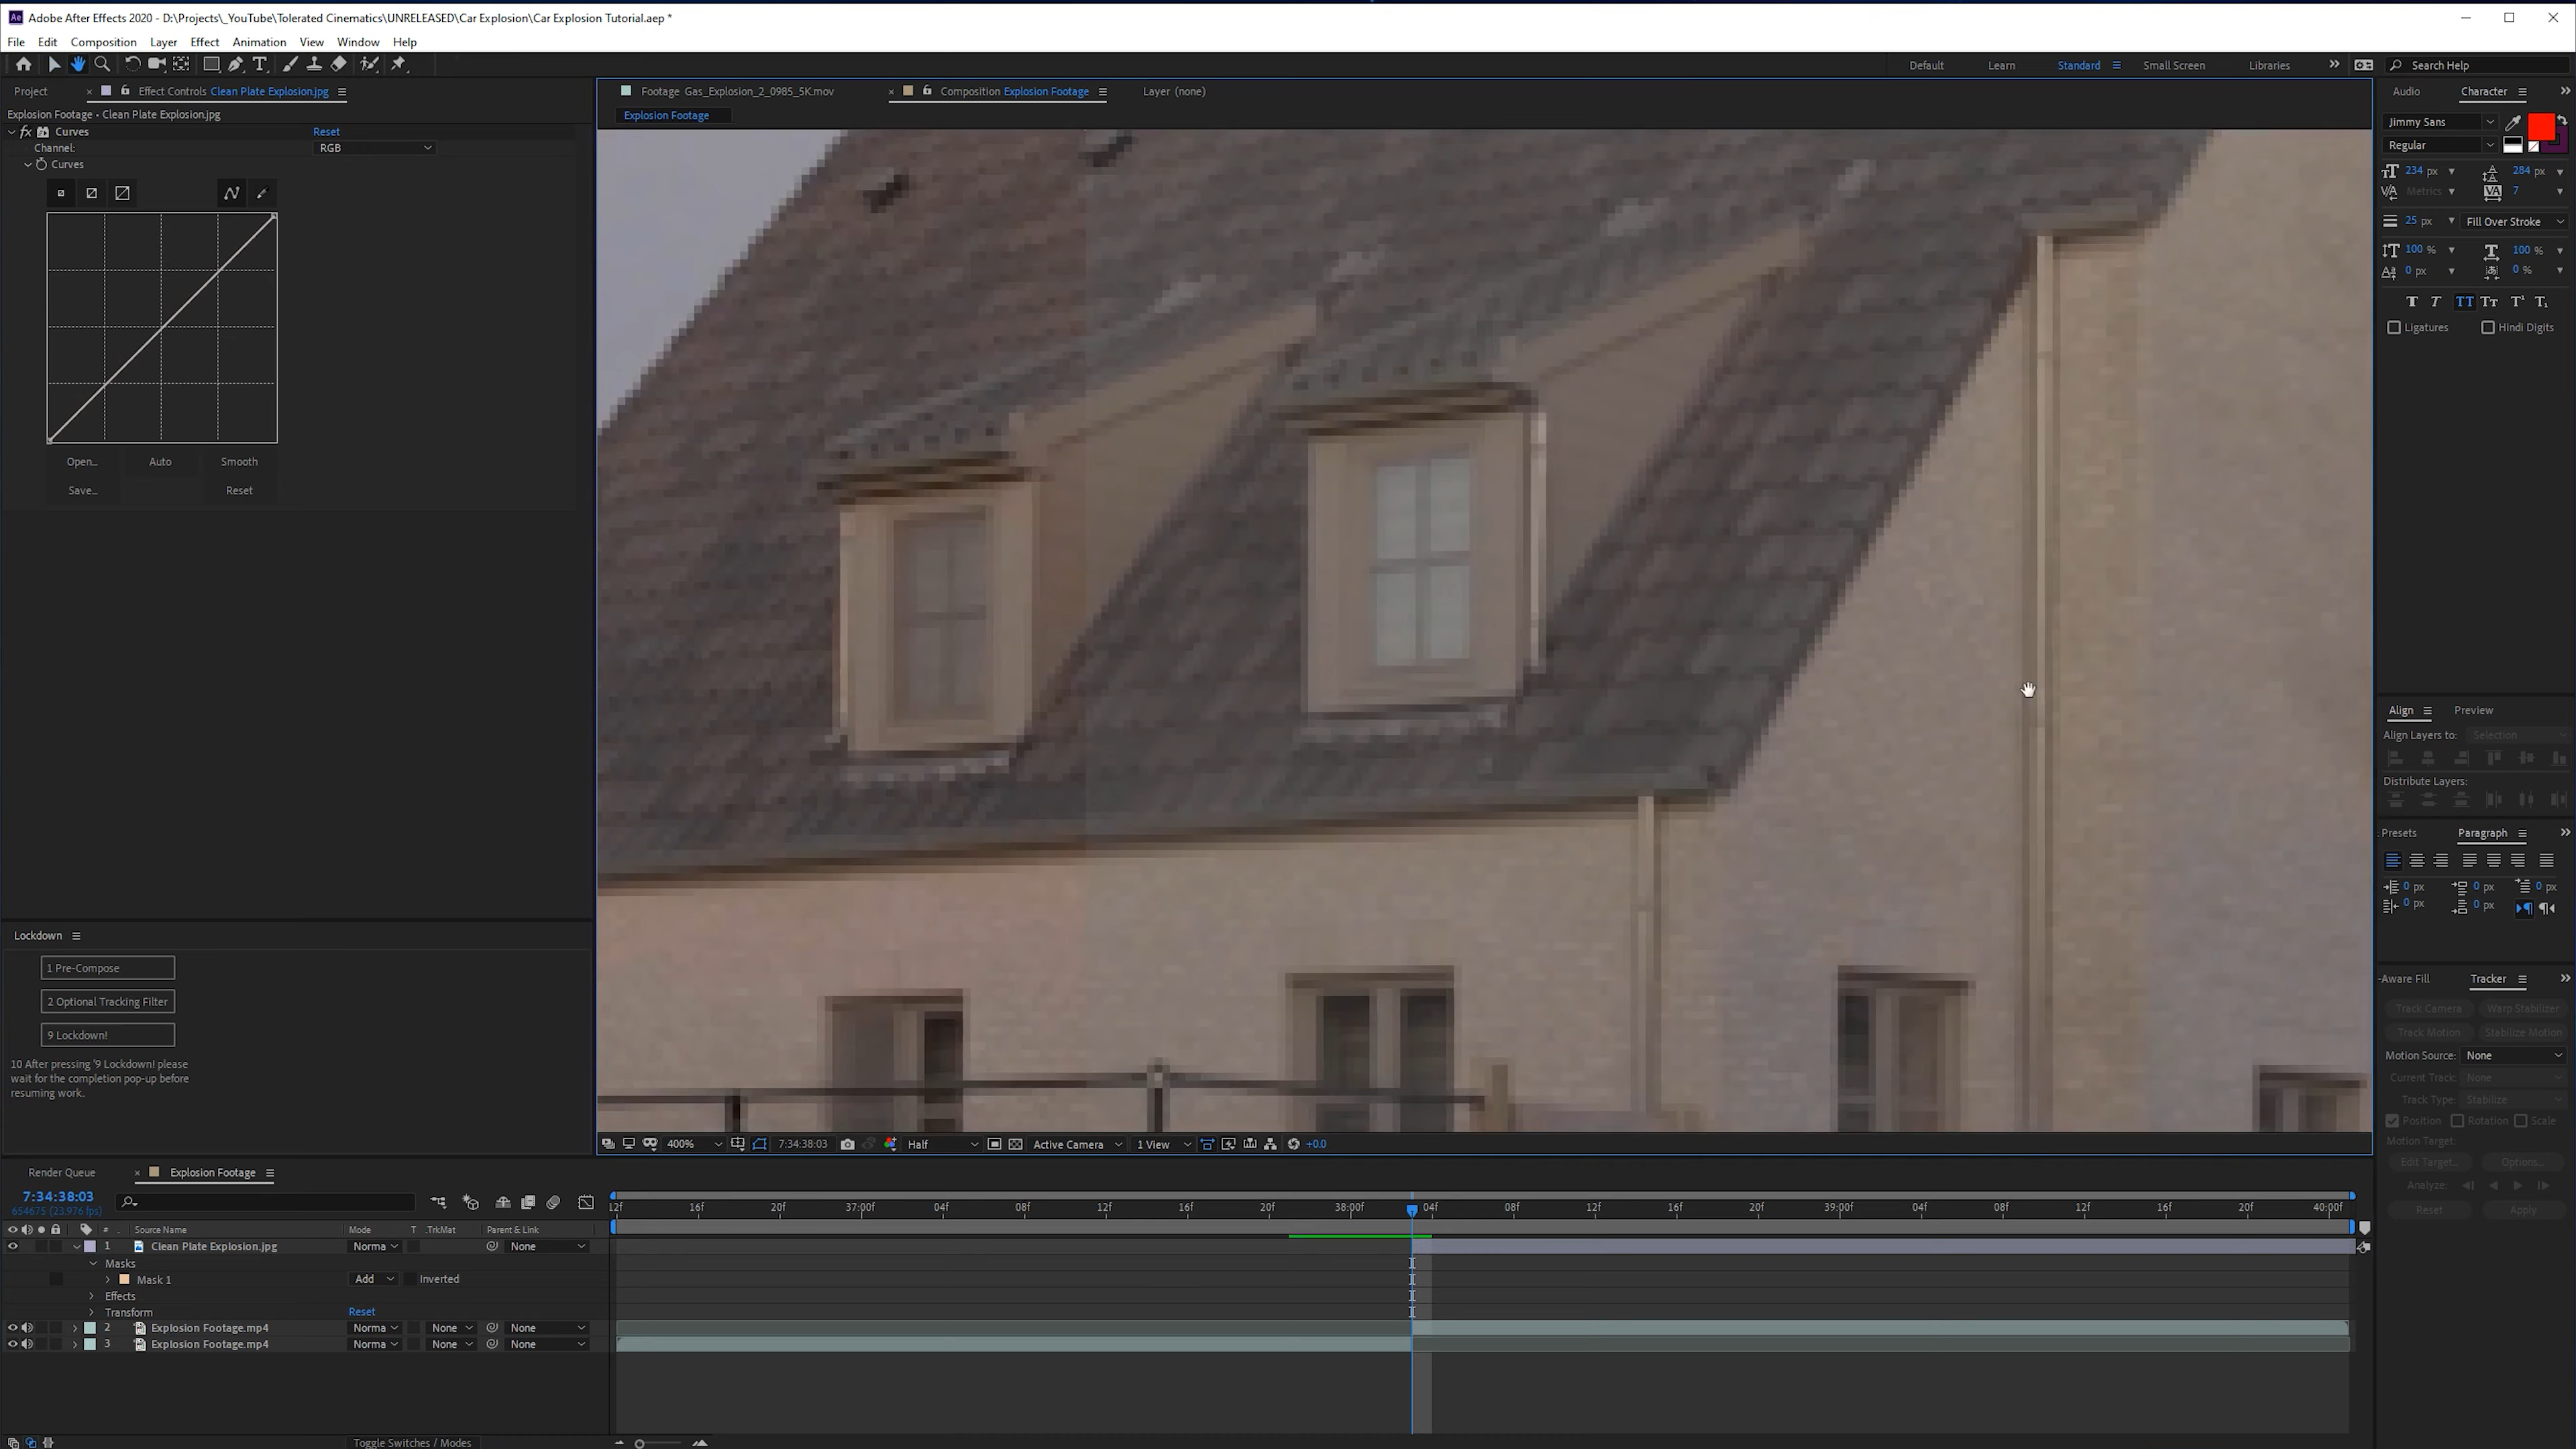 Adobe After Effects 2020 - D:\Projects\_YouTube\Tolerated Cinematics\UNRELEASED\Car Explosion\Car Explosion Tutorial.aep *
File Edit Composition Layer Effect Animation View Window Help
Default Learn Standard Small Screen Libraries Search Help
Project Effect Controls Clean Plate Explosion.jpg
Explosion Footage • Clean Plate Explosion.jpg
fx Curves Reset
Channel: RGB
Curves
Open... Auto Smooth
Save... Reset
Lockdown
1 Pre-Compose
2 Optional Tracking Filter
9 Lockdown!
10 After pressing '9 Lockdown! please
wait for the completion pop-up before
resuming work.
Footage Gas_Explosion_2_0985_5K.mov Composition Explosion Footage Layer (none)
Explosion Footage
400% 7:34:38:03 Half Active Camera 1 View +0.0
Audio Character
Jimmy Sans
Regular
234 px 284 px
Metrics 7
25 px Fill Over Stroke
100 % 100 %
0 px 0 %
Ligatures Hindi Digits
Align Preview
Align Layers to: Selection
Distribute Layers:
Presets Paragraph
0 px 0 px 0 px
0 px 0 px
-Aware Fill Tracker
Track Camera Warp Stabilizer
Track Motion Stabilize Motion
Motion Source: None
Current Track: None
Track Type: Stabilize
Position Rotation Scale
Motion Target:
Edit Target... Options...
Analyze:
Reset Apply
Render Queue Explosion Footage
7:34:38:03
654675 (23.976 fps)
12f 16f 20f 37:00f 04f 08f 12f 16f 20f 38:00f 04f 08f 12f 16f 20f 39:00f 04f 08f 12f 16f 20f 40:00f
# Source Name Mode T .TrkMat Parent & Link
1 Clean Plate Explosion.jpg Norma None
Masks
Mask 1 Add Inverted
Effects
Transform Reset
2 Explosion Footage.mp4 Norma None None
3 Explosion Footage.mp4 Norma None None
Toggle Switches / Modes